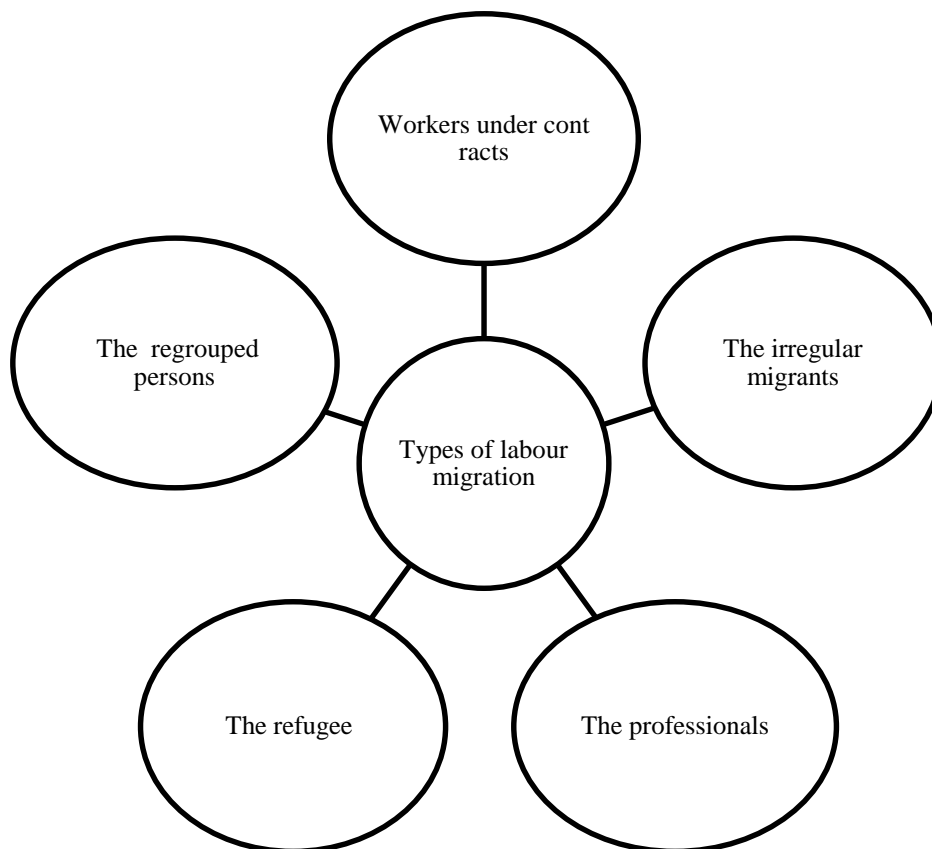 Workers under cont
racts
The regrouped
persons
The irregular
migrants
Types of labour
migration
The refugee
The professionals